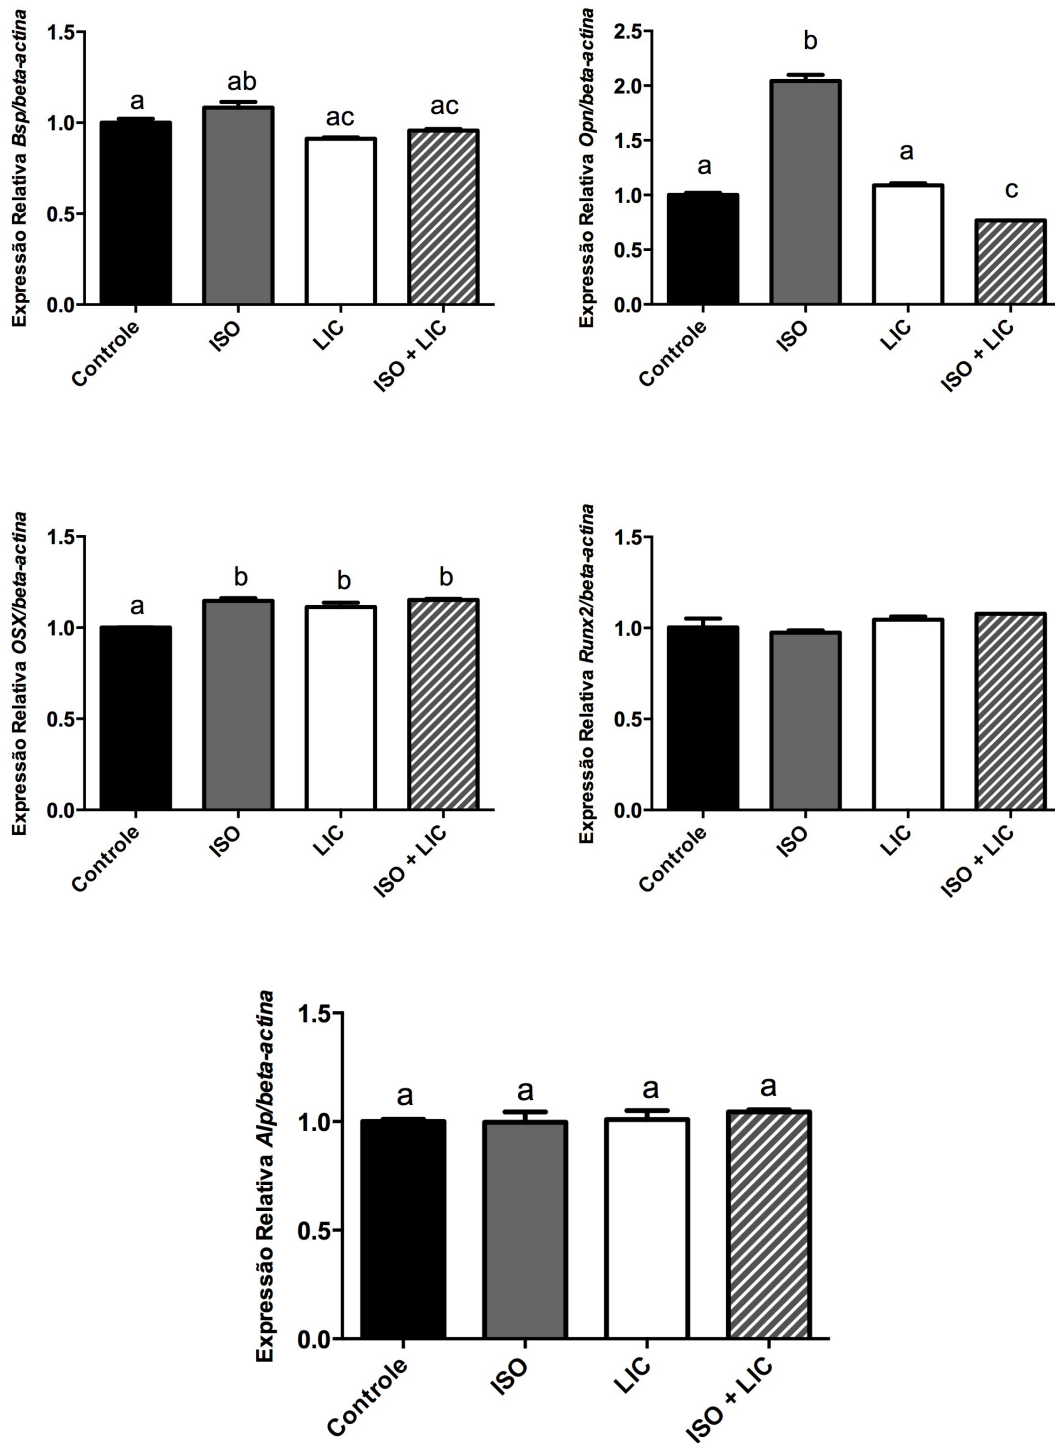 Expressão Relativa Bsp/beta-actina
1.5
1.0
0.5
0.0
a
ab
ac
ac
Controle
ISO
LIC
ISO + LIC
Expressão Relativa Opn/beta-actina
2.5
2.0
1.5
1.0
0.5
0.0
a
b
a
c
Controle
ISO
LIC
ISO + LIC
Expressão Relativa OSX/beta-actina
1.5
1.0
0.5
0.0
a
b
b
b
Controle
ISO
LIC
ISO + LIC
Expressão Relativa Runx2/beta-actina
1.5
1.0
0.5
0.0
Controle
ISO
LIC
ISO + LIC
Expressão Relativa Alp/beta-actina
1.5
1.0
0.5
0.0
a
a
a
a
Controle
ISO
LIC
ISO + LIC